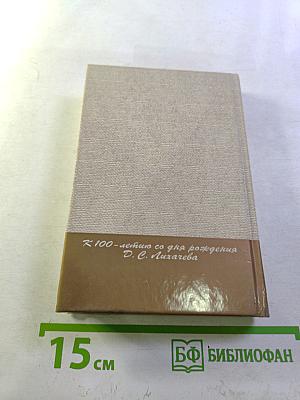 К 100-летию со дня рождения
Д. С. Лихачева
15 см
БФ БИБЛИОФАН